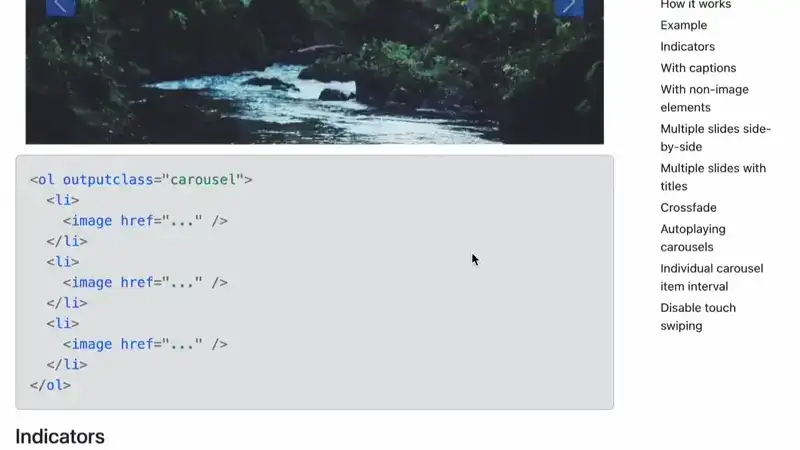 <ol outputclass="carousel">
  <li>
    <image href="..." />
  </li>
  <li>
    <image href="..." />
  </li>
  <li>
    <image href="..." />
  </li>
</ol>
Indicators
How it works
Example
Indicators
With captions
With non-image
elements
Multiple slides side-
by-side
Multiple slides with
titles
Crossfade
Autoplaying
carousels
Individual carousel
item interval
Disable touch
swiping